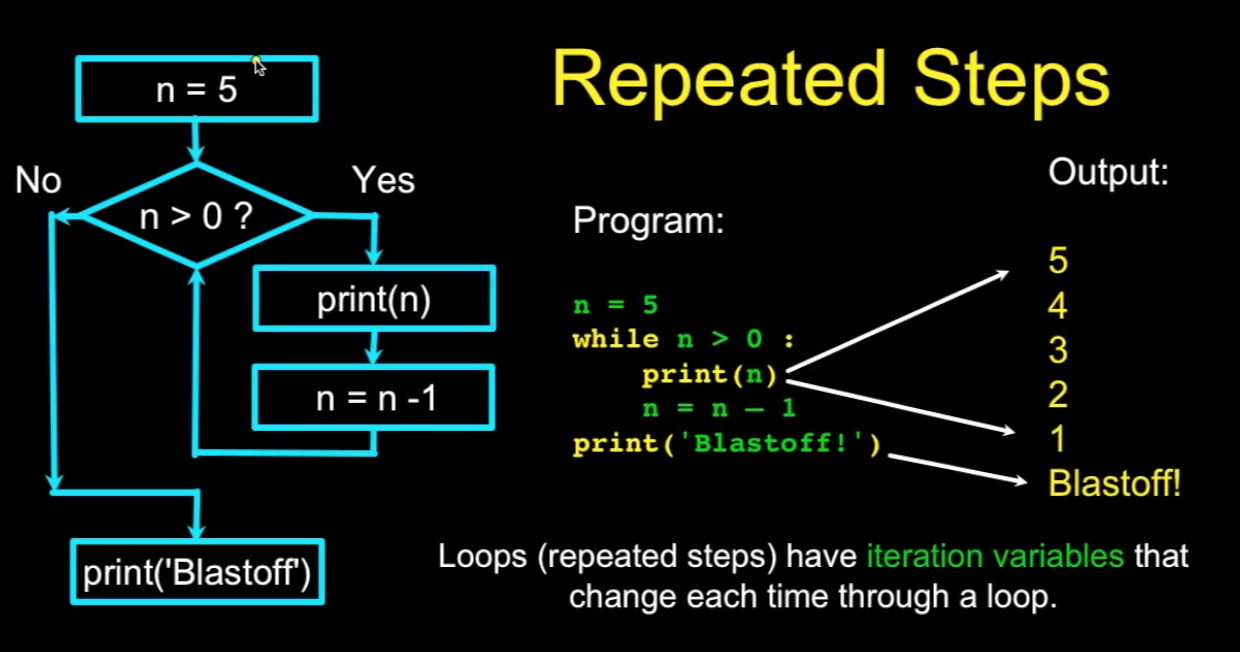 Repeated Steps
n = 5
No
Yes
n > 0 ?
print(n)
n = n -1
print('Blastoff')
Program:
n = 5
while n > 0 :
    print(n)
    n = n – 1
print('Blastoff!')
Output:
5
4
3
2
1
Blastoff!
Loops (repeated steps) have iteration variables that
change each time through a loop.